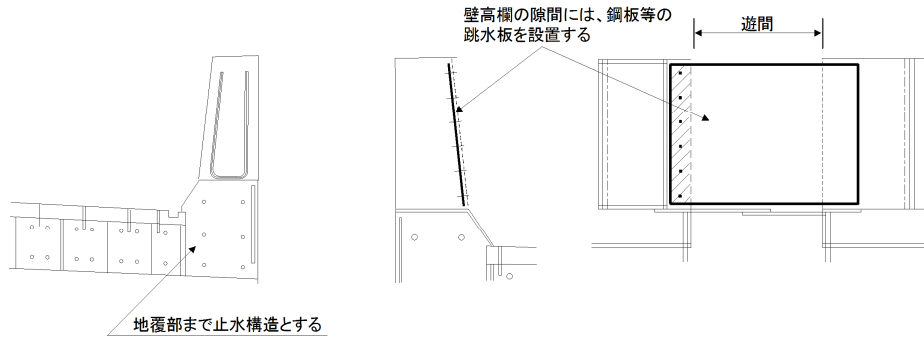 壁高欄の隙間には、鋼板等の
跳水板を設置する
遊間
地覆部まで止水構造とする